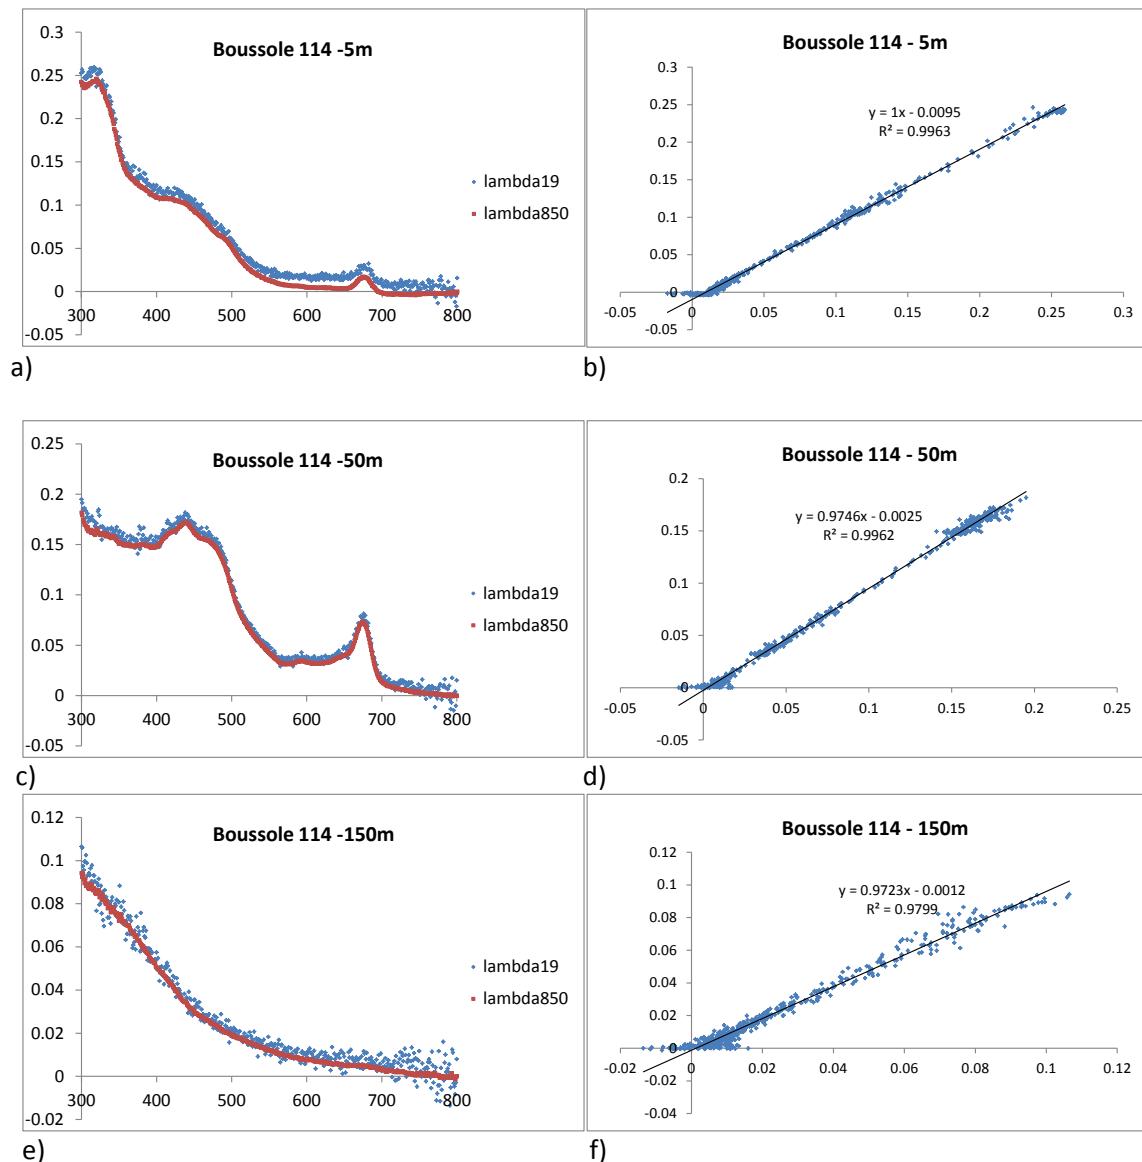 Boussole 114 -5m
0.3
0.25
0.2
0.15
0.1
0.05
0
-0.05
300 400 500 600 700 800
lambda19
lambda850
a)
Boussole 114 - 5m
y = 1x - 0.0095
R² = 0.9963
0.3
0.25
0.2
0.15
0.1
0.05
0
-0.05
-0.05 0 0.05 0.1 0.15 0.2 0.25 0.3
b)
Boussole 114 -50m
0.25
0.2
0.15
0.1
0.05
0
-0.05
300 400 500 600 700 800
lambda19
lambda850
c)
Boussole 114 - 50m
y = 0.9746x - 0.0025
R² = 0.9962
0.2
0.15
0.1
0.05
0
-0.05
-0.05 0 0.05 0.1 0.15 0.2 0.25
d)
Boussole 114 -150m
0.12
0.1
0.08
0.06
0.04
0.02
0
-0.02
300 400 500 600 700 800
lambda19
lambda850
e)
Boussole 114 - 150m
y = 0.9723x - 0.0012
R² = 0.9799
0.12
0.1
0.08
0.06
0.04
0.02
0
-0.02
-0.04
-0.02 0 0.02 0.04 0.06 0.08 0.1 0.12
f)